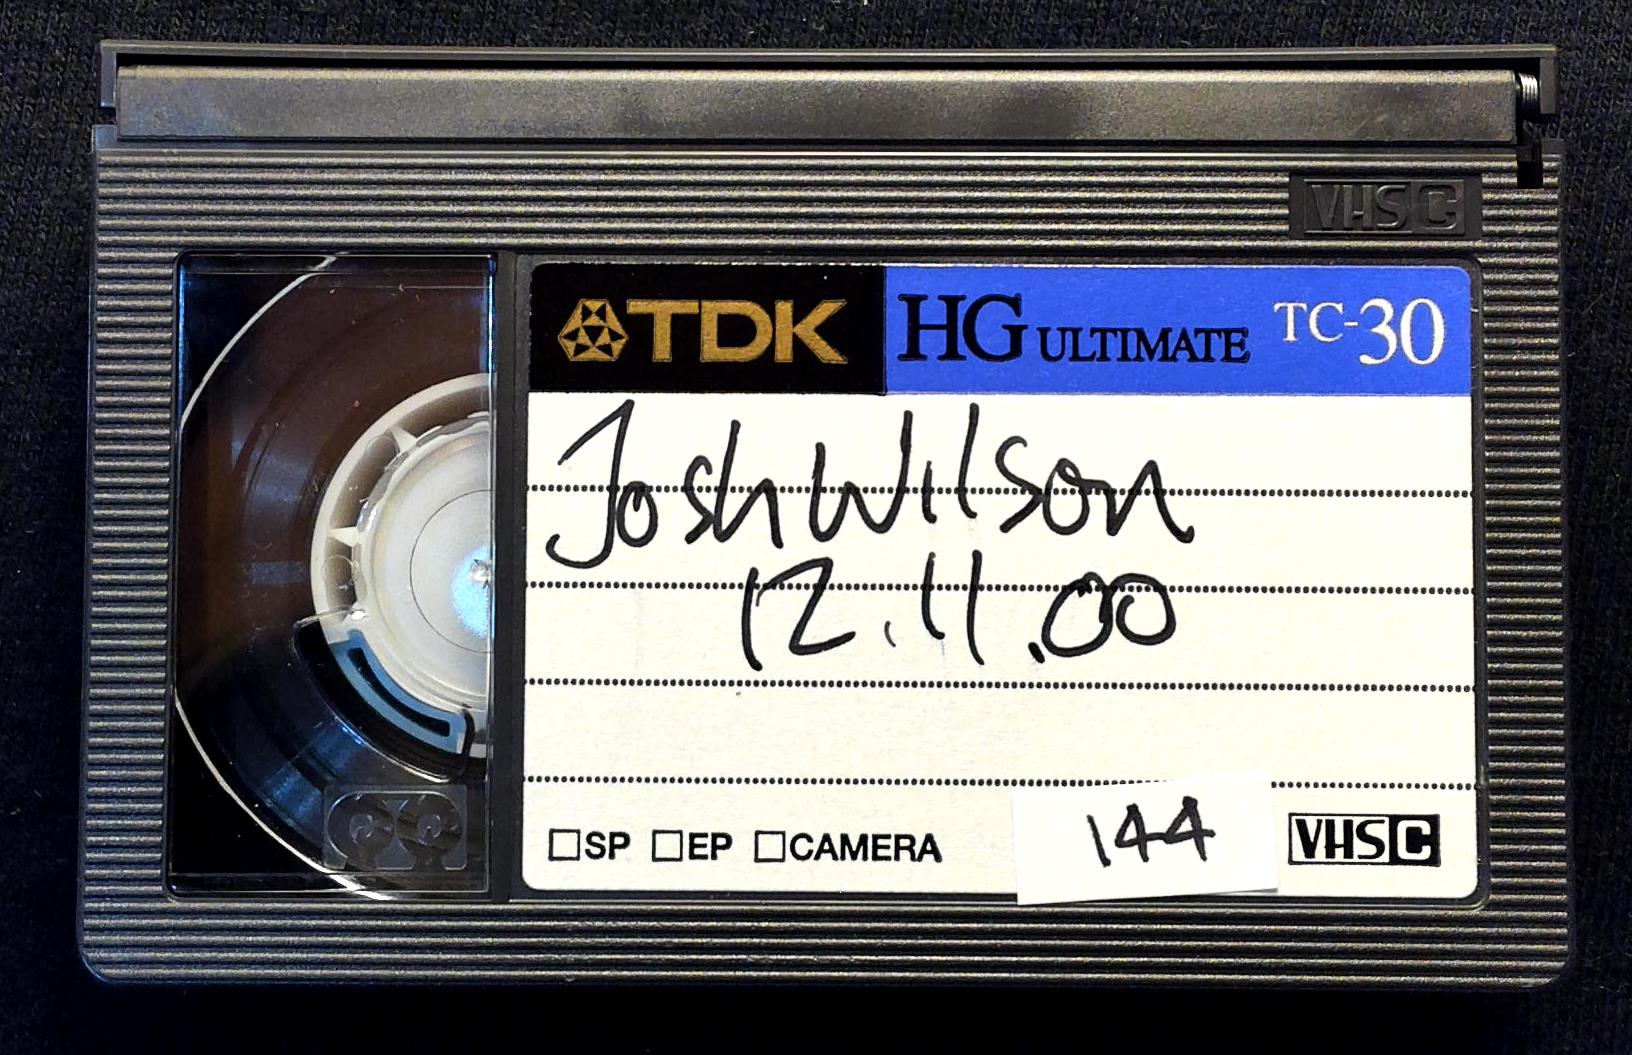 VHS C
TDK HG ULTIMATE TC-30
Josh Wilson
12.11.00
SP EP CAMERA 144 VHS C